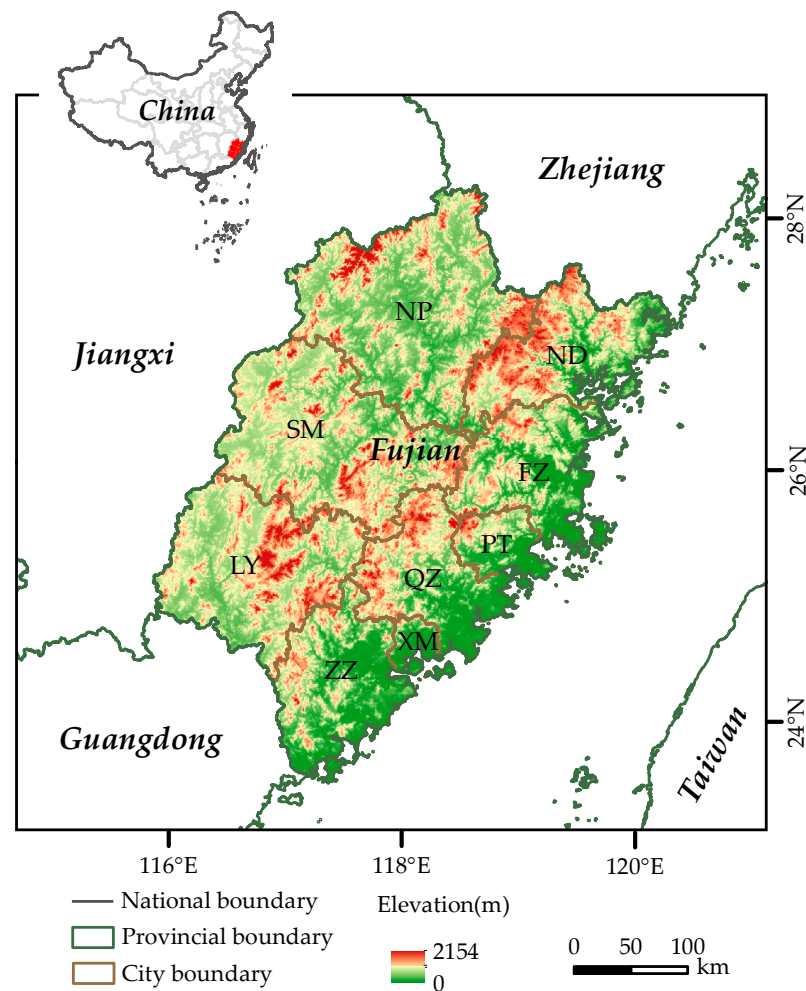 China
Zhejiang
28°N
NP
Jiangxi
ND
SM
Fujian
FZ
26°N
PT
LY
QZ
XM
ZZ
24°N
Guangdong
Taiwan
116°E
118°E
120°E
National boundary
Provincial boundary
City boundary
Elevation(m)
2154
0
0 50 100
km